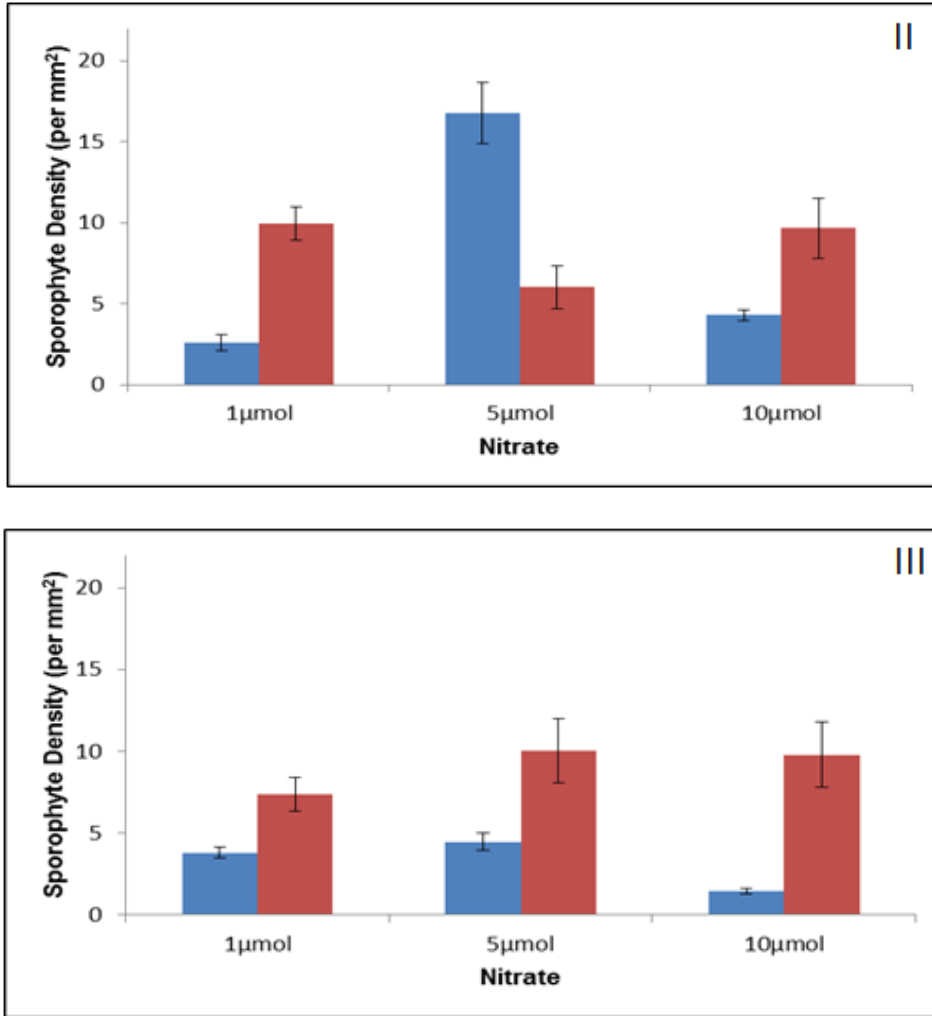 II
Sporophyte Density (per mm²)
20
15
10
5
0
1µmol 5µmol 10µmol
Nitrate
III
Sporophyte Density (per mm²)
20
15
10
5
0
1µmol 5µmol 10µmol
Nitrate